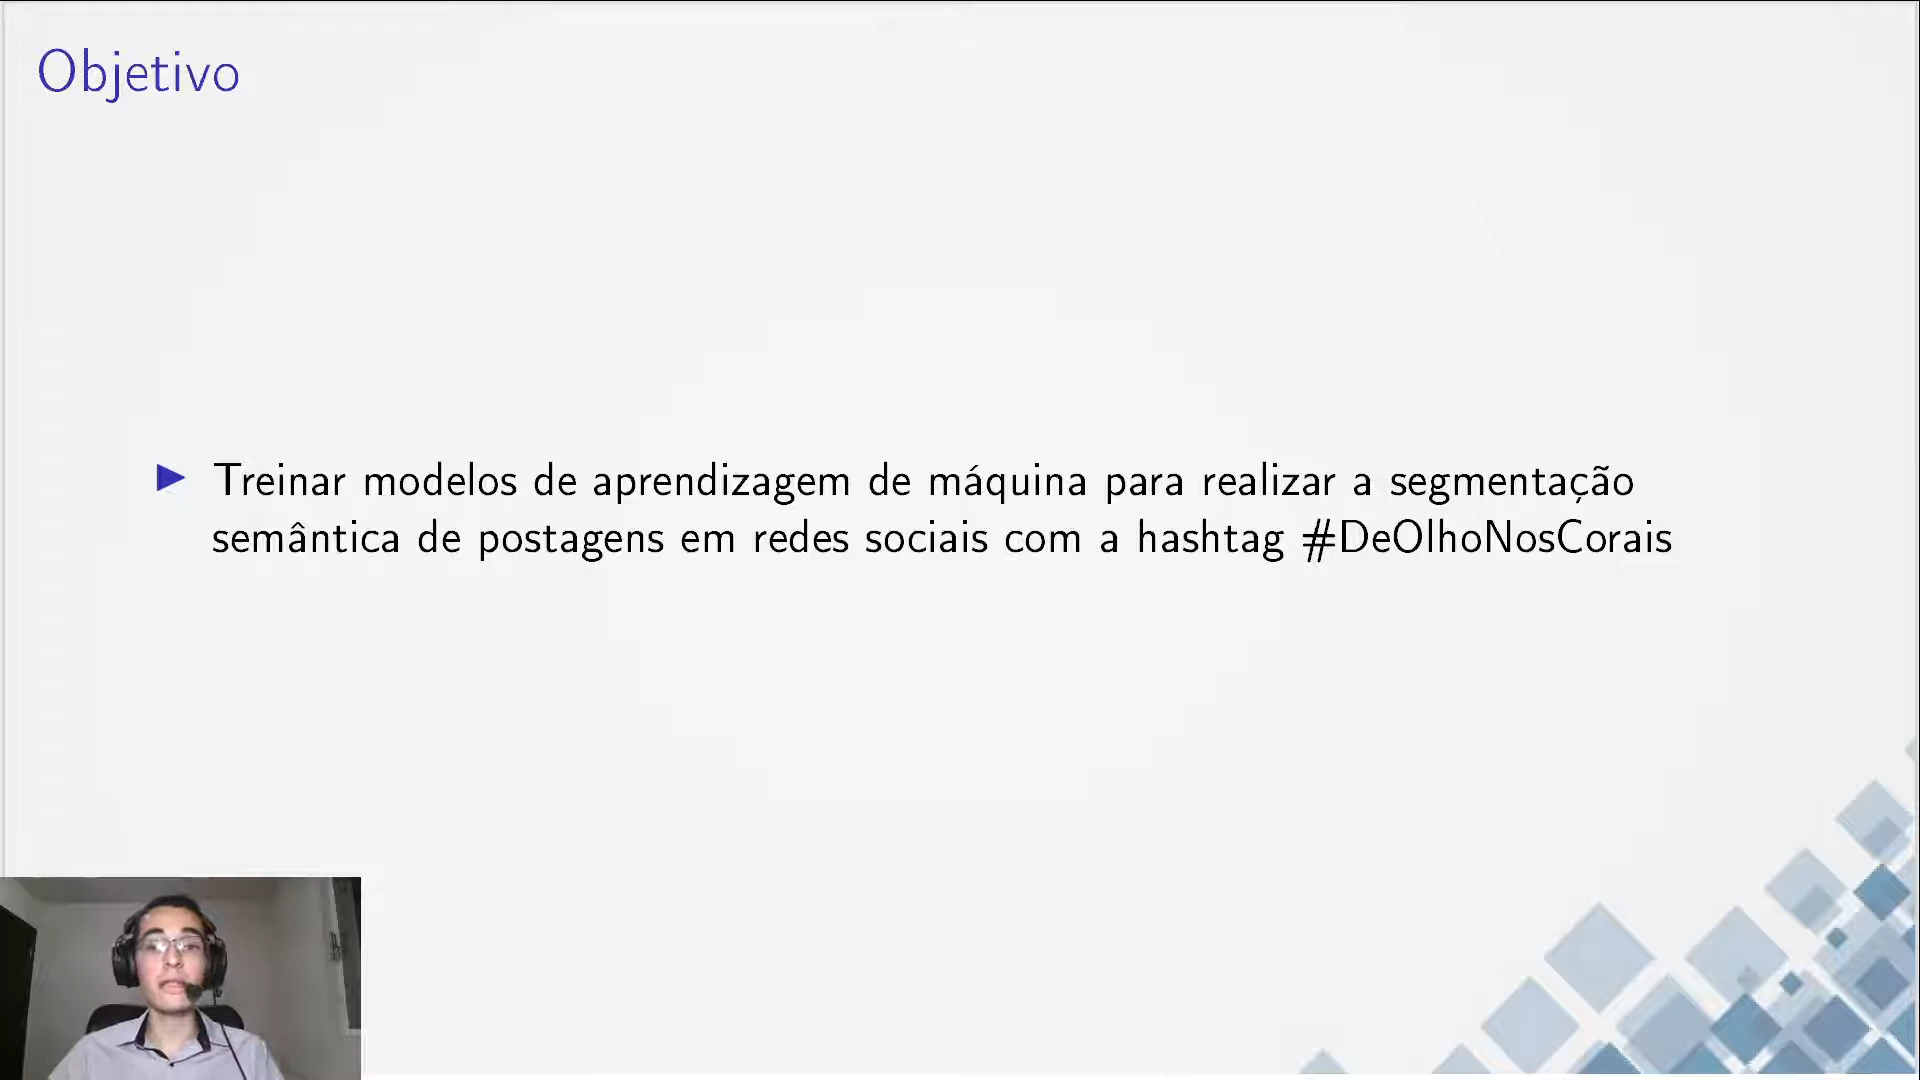 Objetivo
Treinar modelos de aprendizagem de máquina para realizar a segmentação
semântica de postagens em redes sociais com a hashtag #DeOlhoNosCorais